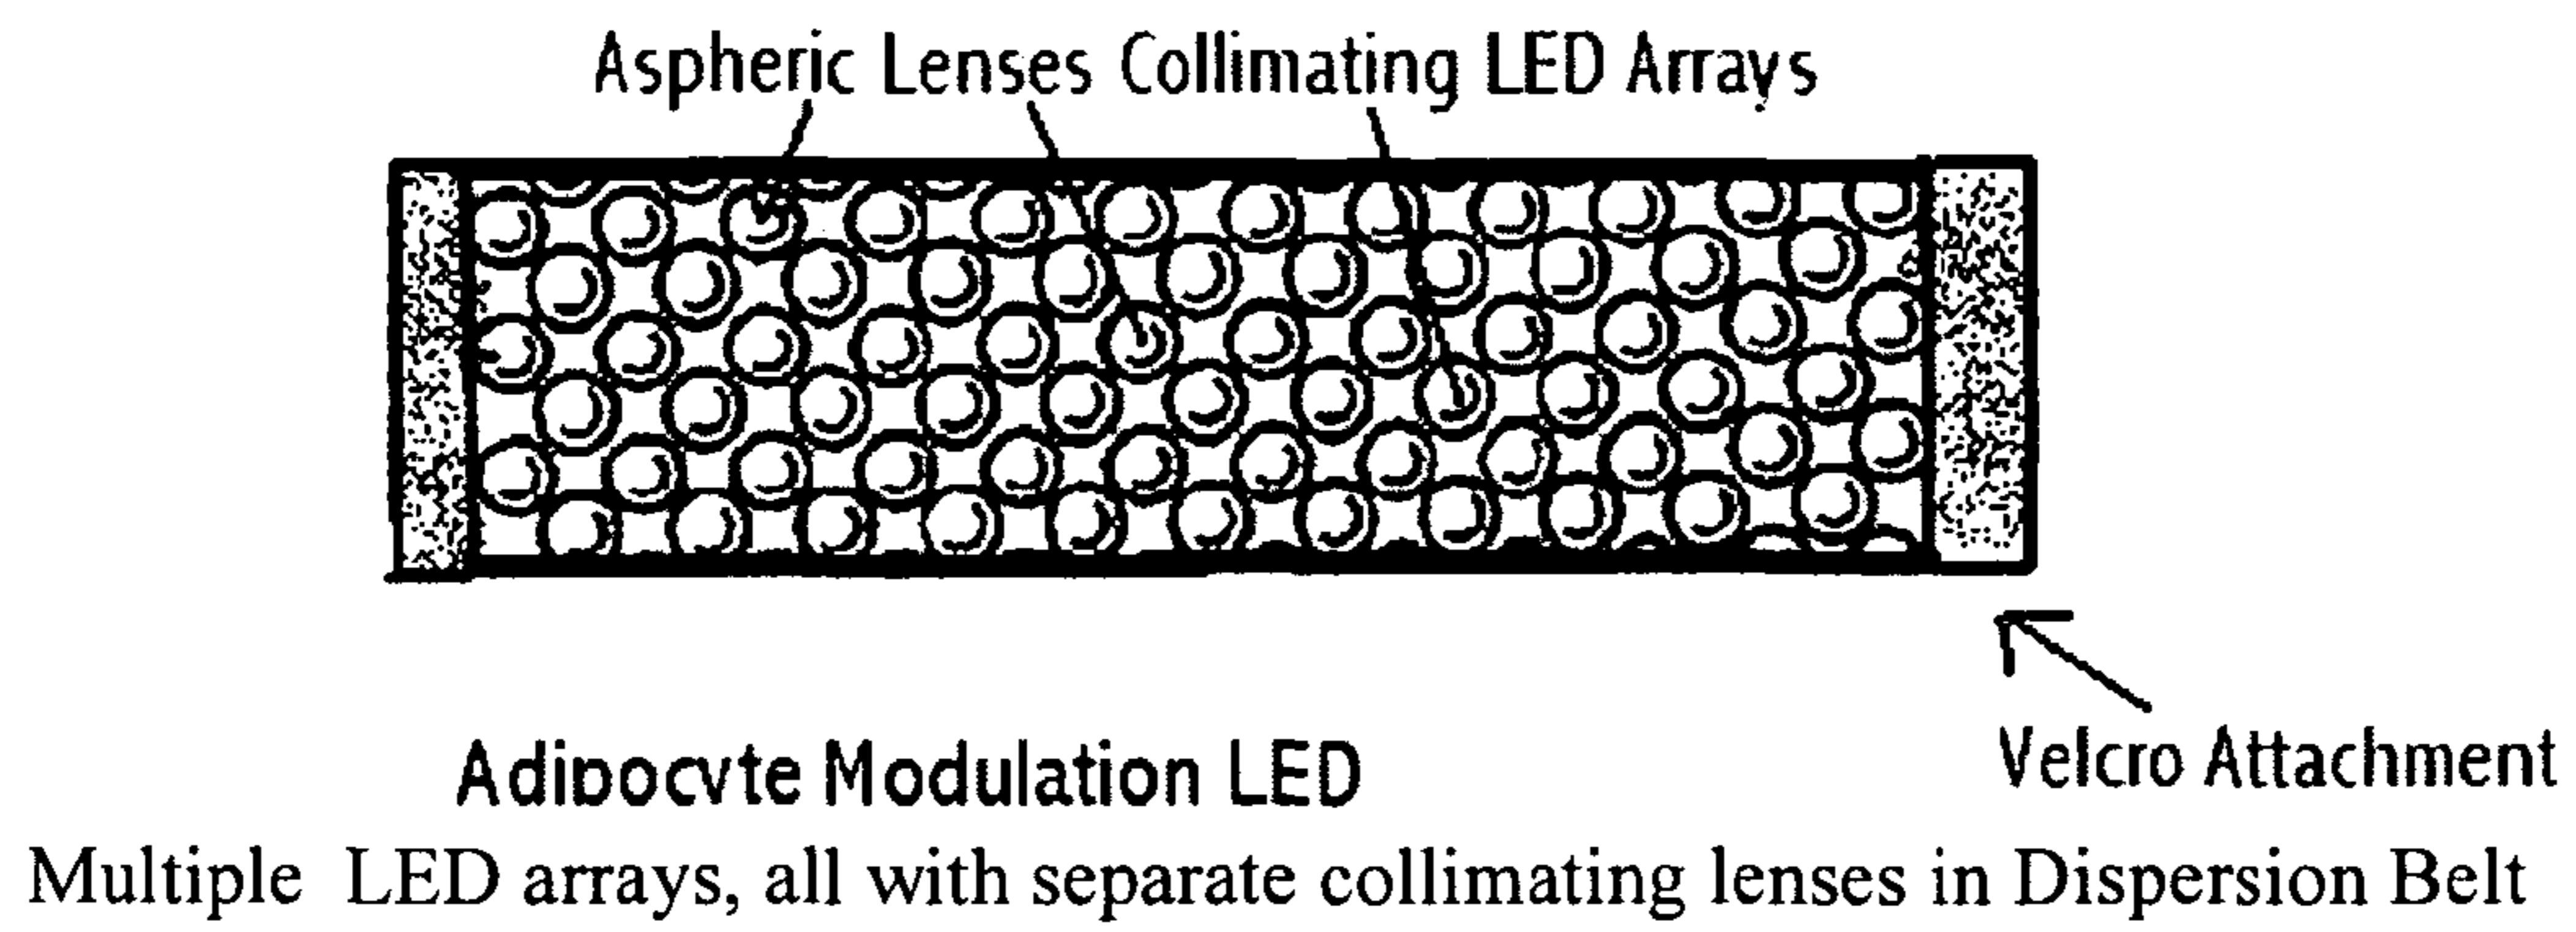 Aspheric Lenses Collimating LED Arrays
Velcro Attachment
Adipocyte Modulation LED
Multiple LED arrays, all with separate collimating lenses in Dispersion Belt